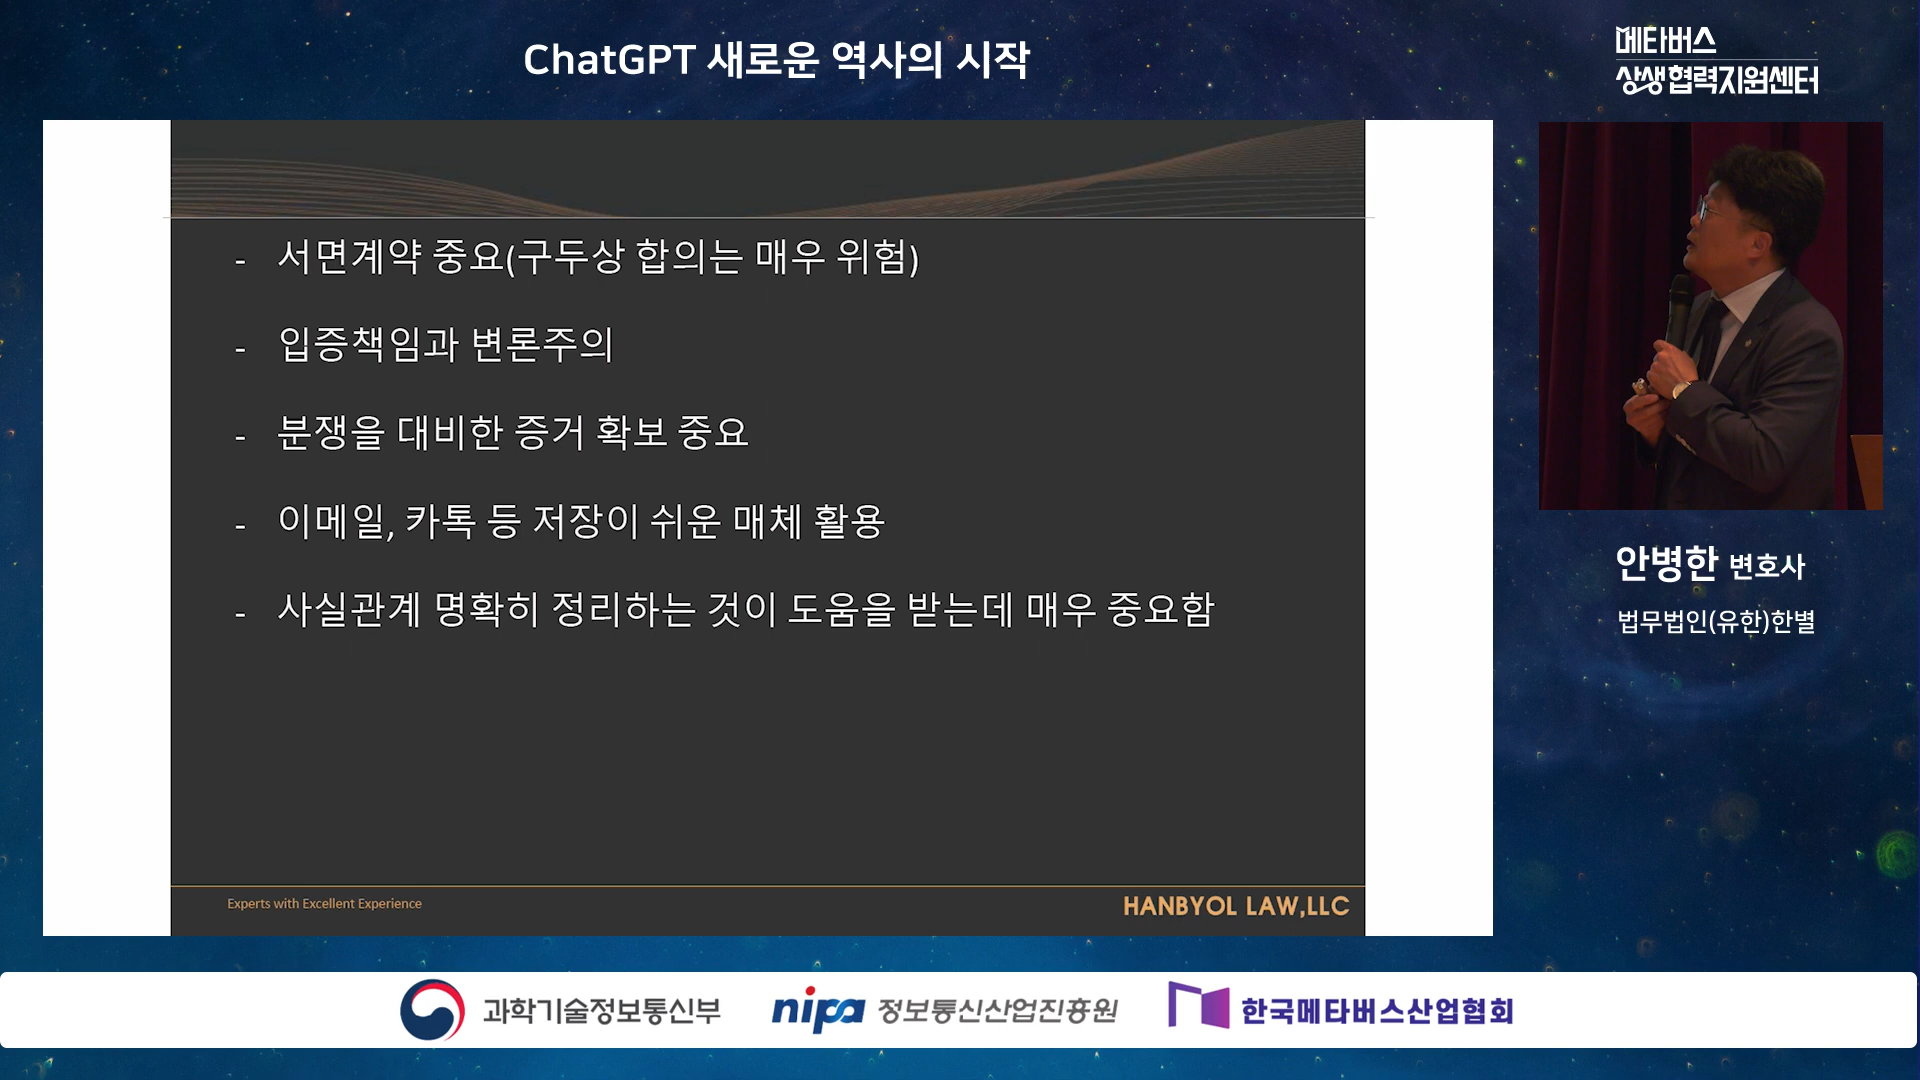 ChatGPT 새로운 역사의 시작
메타버스
상생협력지원센터
- 서면계약 중요(구두상 합의는 매우 위험)
- 입증책임과 변론주의
- 분쟁을 대비한 증거 확보 중요
- 이메일, 카톡 등 저장이 쉬운 매체 활용
- 사실관계 명확히 정리하는 것이 도움을 받는데 매우 중요함
Experts with Excellent Experience
HANBYOL LAW,LLC
안병한 변호사
법무법인(유한)한별
과학기술정보통신부
nipa 정보통신산업진흥원
한국메타버스산업협회